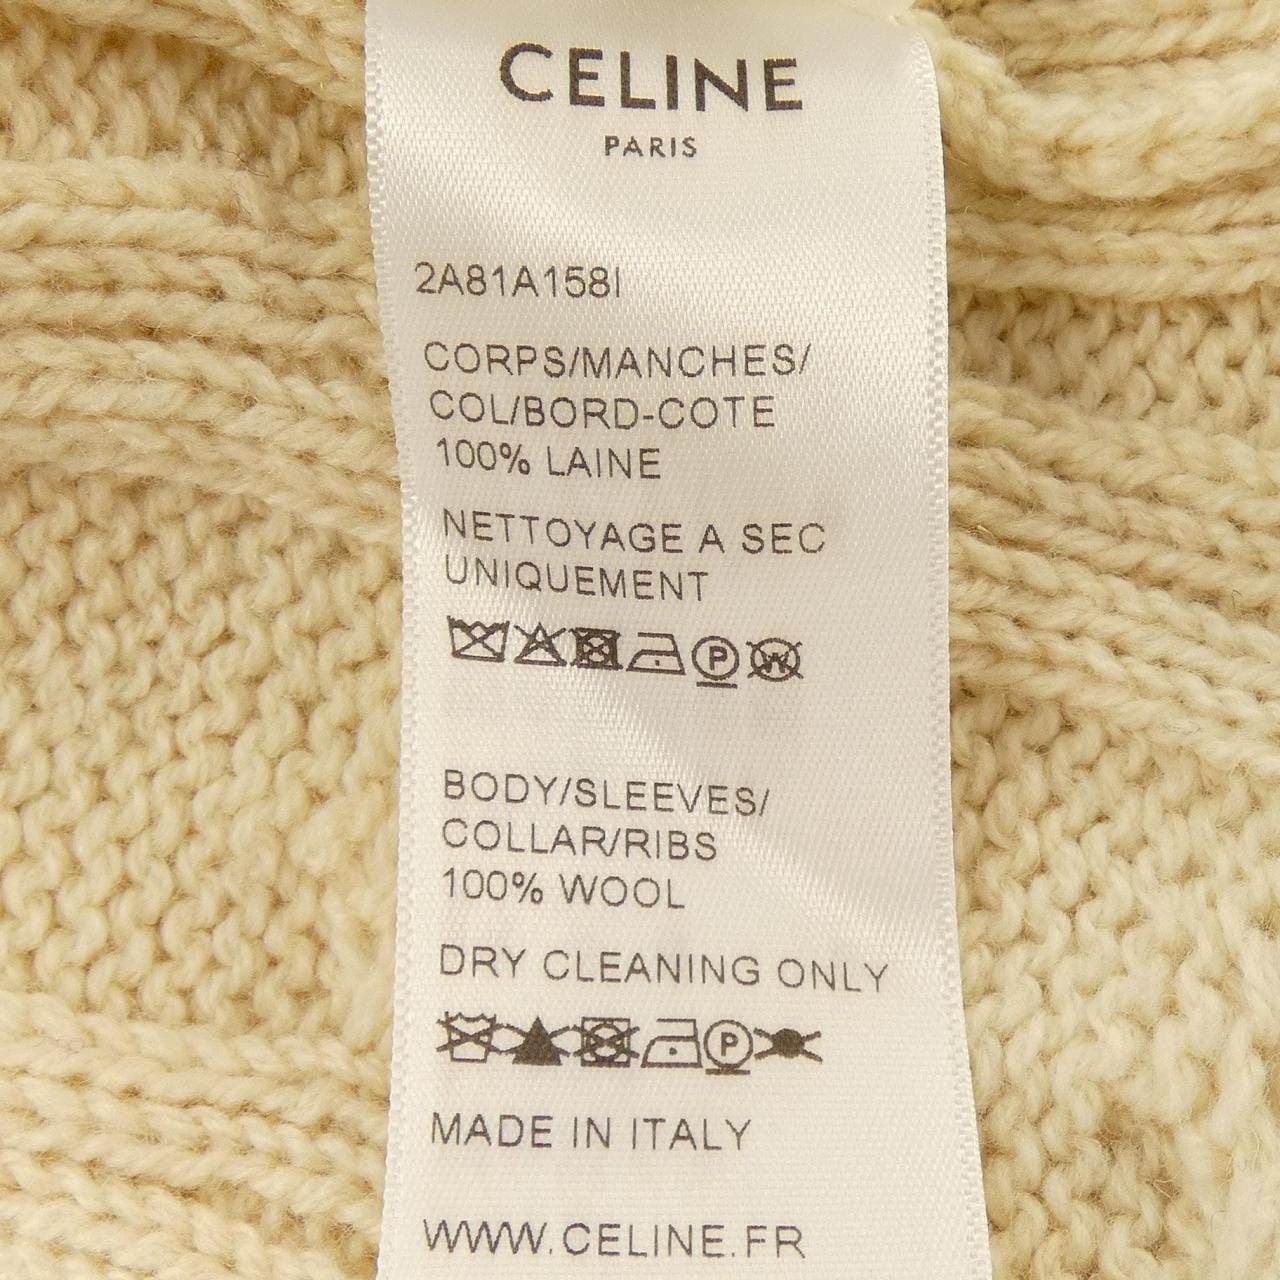 CELINE
PARIS
2A81A158I
CORPS/MANCHES/
COL/BORD-COTE
100% LAINE
NETTOYAGE A SEC
UNIQUEMENT
P W
BODY/SLEEVES/
COLLAR/RIBS
100% WOOL
DRY CLEANING ONLY
P
MADE IN ITALY
WWW.CELINE.FR